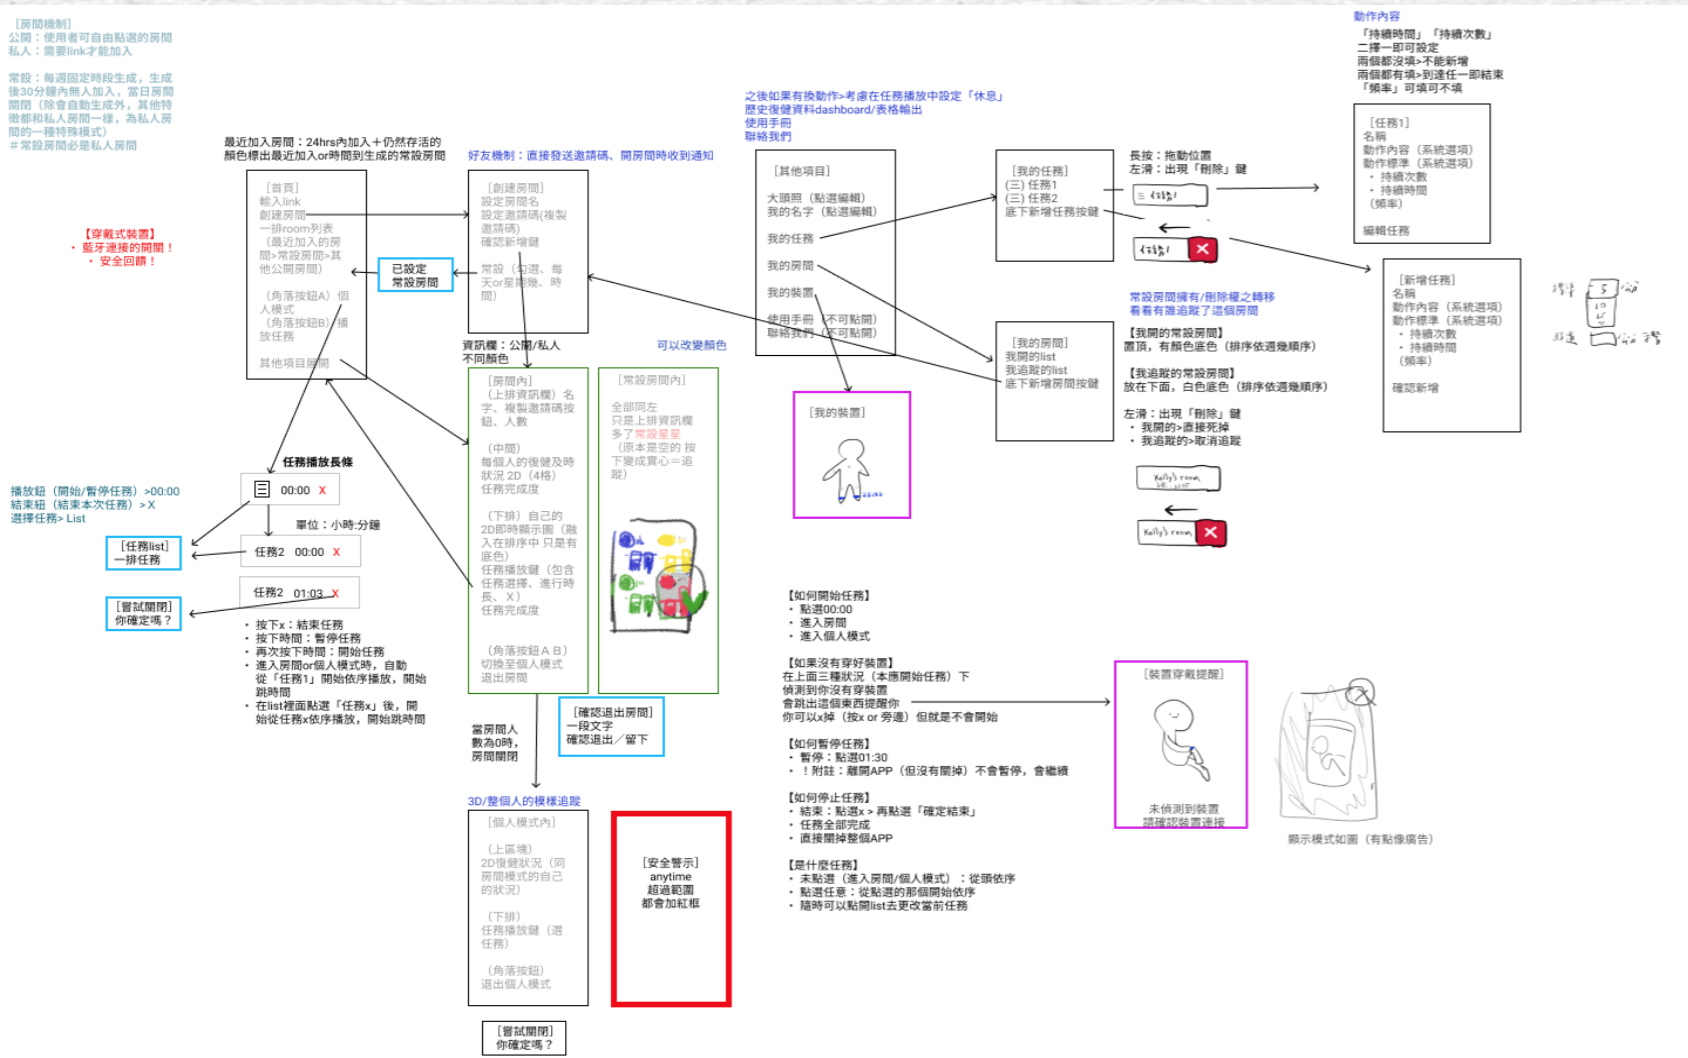 ［房間機制］
公開：使用者可自由點選的房間
私人：需要link才能加入
常設：每週固定時段生成，生成
後30分鐘內無人加入，當日房間
關閉（除會自動生成外，其他特
徵都和私人房間一樣，為私人房
間的一種特殊模式）
＃常設房間必是私人房間
【穿戴式裝置】
・ 藍牙連接的開關！
・ 安全回饋！
最近加入房間：24hrs內加入＋仍然存活的
顏色標出最近加入or時間到生成的常設房間
［首頁］
輸入link
創建房間
一排room列表
（最近加入的房
間>常設房間>其
他公開房間）
（角落按鈕A）個
人模式
（角落按鈕B）播
放任務
其他項目展開
已設定
常設房間
好友機制：直接發送邀請碼、開房間時收到通知
［創建房間］
設定房間名
設定邀請碼(複製
邀請碼)
確認新增鍵
常設（勾選、每
天or星期幾、時
間）
資訊欄：公開/私人
不同顏色
可以改變顏色
［房間內］
（上排資訊欄）名
字、複製邀請碼按
鈕、人數
（中間）
每個人的復健及時
狀況 2D（4格）
任務完成度
（下排）自己的
2D即時顯示圖（融
入在排序中 只是有
底色）
任務播放鍵（包含
任務選擇、進行時
長、X）
任務完成度
（角落按鈕ＡＢ）
切換至個人模式
退出房間
［常設房間內］
全部同左
只是上排資訊欄
多了常設星星
（原本是空的 按
下變成實心＝追
蹤）
任務播放長條
00:00 X
單位：小時:分鐘
任務2 00:00 X
任務2 01:03 X
播放鈕（開始/暫停任務）>00:00
結束紐（結束本次任務）> X
選擇任務> List
［任務list］
一排任務
［嘗試關閉］
你確定嗎？
・ 按下x：結束任務
・ 按下時間：暫停任務
・ 再次按下時間：開始任務
・ 進入房間or個人模式時，自動
從「任務1」開始依序播放，開始
跳時間
・ 在list裡面點選「任務x」後，開
始從任務x依序播放，開始跳時間
當房間人
數為0時，
房間關閉
［確認退出房間］
一段文字
確認退出／留下
3D/整個人的模樣追蹤
［個人模式內］
（上區塊）
2D復健狀況（同
房間模式的自己
的狀況）
（下排）
任務播放鍵（選
任務）
（角落按鈕）
退出個人模式
［安全警示］
anytime
超過範圍
都會加紅框
［嘗試關閉］
你確定嗎？
之後如果有換動作>考慮在任務播放中設定「休息」
歷史復健資料dashboard/表格輸出
使用手冊
聯絡我們
［其他項目］
大頭照（點選編輯）
我的名字（點選編輯）
我的任務
我的房間
我的裝置
使用手冊（不可點開）
聯絡我們（不可點開）
［我的裝置］
［我的任務］
(三) 任務1
(三) 任務2
底下新增任務按鍵
長按：拖動位置
左滑：出現「刪除」鍵
任務1
任務1
［我的房間］
我開的list
我追蹤的list
底下新增房間按鍵
常設房間擁有/刪除權之轉移
看看有誰追蹤了這個房間
【我開的常設房間】
置頂，有顏色底色（排序依週幾順序）
【我追蹤的常設房間】
放在下面，白色底色（排序依週幾順序）
左滑：出現「刪除」鍵
・ 我開的>直接死掉
・ 我追蹤的>取消追蹤
Kelly's room
Kelly's room
動作內容
「持續時間」「持續次數」
二擇一即可設定
兩個都沒填>不能新增
兩個都有填>到達任一即結束
「頻率」可填可不填
［任務1］
名稱
動作內容（系統選項）
動作標準（系統選項）
・ 持續次數
・ 持續時間
（頻率）
編輯任務
［新增任務］
名稱
動作內容（系統選項）
動作標準（系統選項）
・ 持續次數
・ 持續時間
（頻率）
確認新增
5
10
15
【如何開始任務】
・ 點選00:00
・ 進入房間
・ 進入個人模式
【如果沒有穿好裝置】
在上面三種狀況（本應開始任務）下
偵測到你沒有穿裝置
會跳出這個東西提醒你
你可以x掉（按x or 旁邊）但就是不會開始
【如何暫停任務】
・ 暫停：點選01:30
・ ！附註：離開APP（但沒有關掉）不會暫停，會繼續
【如何停止任務】
・ 結束：點選x > 再點選「確定結束」
・ 任務全部完成
・ 直接關掉整個APP
【是什麼任務】
・ 未點選（進入房間/個人模式）：從頭依序
・ 點選任意：從點選的那個開始依序
・ 隨時可以點開list去更改當前任務
［裝置穿戴提醒］
未偵測到裝置
請確認裝置連接
顯示模式如圖（有點像廣告）